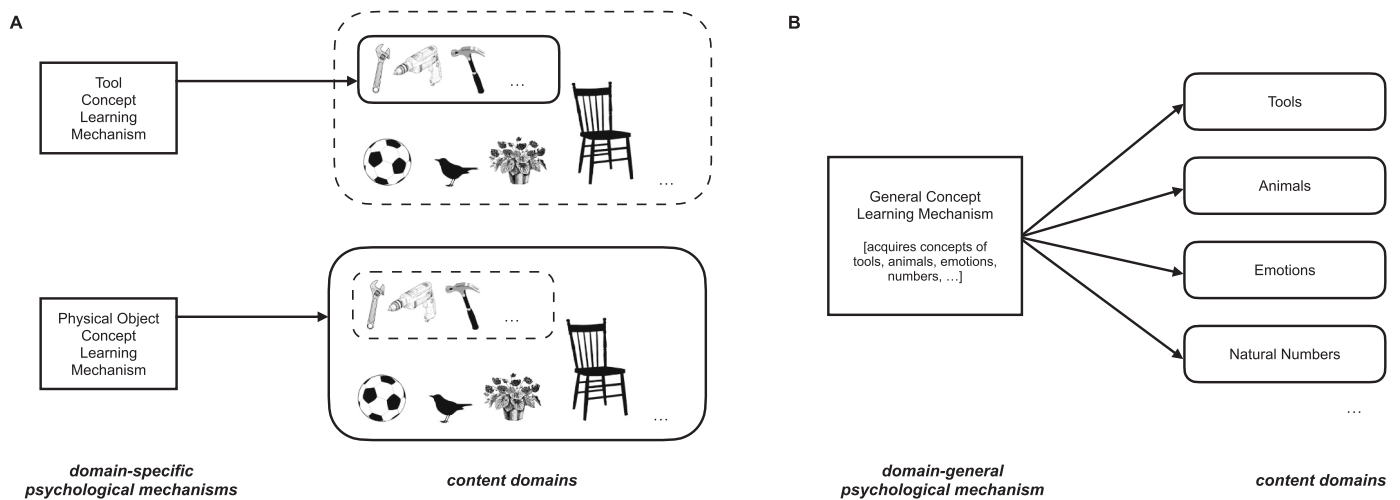 A
Tool
Concept
Learning
Mechanism
…
…
Physical Object
Concept
Learning
Mechanism
…
…
domain-specific
psychological mechanisms
content domains
B
General Concept
Learning Mechanism
[acquires concepts of
tools, animals, emotions,
numbers, …]
Tools
Animals
Emotions
Natural Numbers
…
domain-general
psychological mechanism
content domains